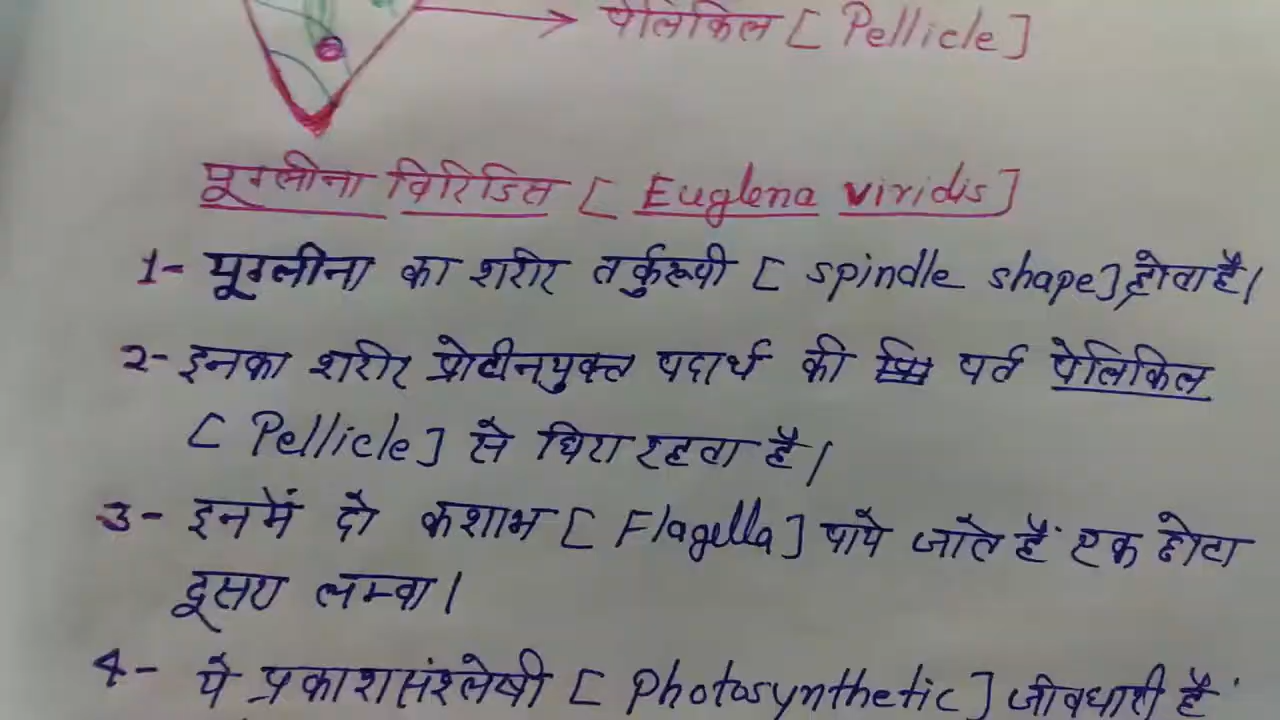 पेलिकिल [ Pellicle ]
यूग्लीना विरिडिस [ Euglena viridis ]
1- यूग्लीना का शरीर तर्कुरूपी [ spindle shape ] होता है।
2- इनका शरीर प्रोटीनयुक्त पदार्थ की पर्त पेलिकिल
[ Pellicle ] से घिरा रहता है।
3- इनमें दो कशाभ [ Flagella ] पाये जाते हैं एक छोटा
दूसरा लम्बा।
4- ये प्रकाशसंश्लेषी [ Photosynthetic ] जीवधारी हैं